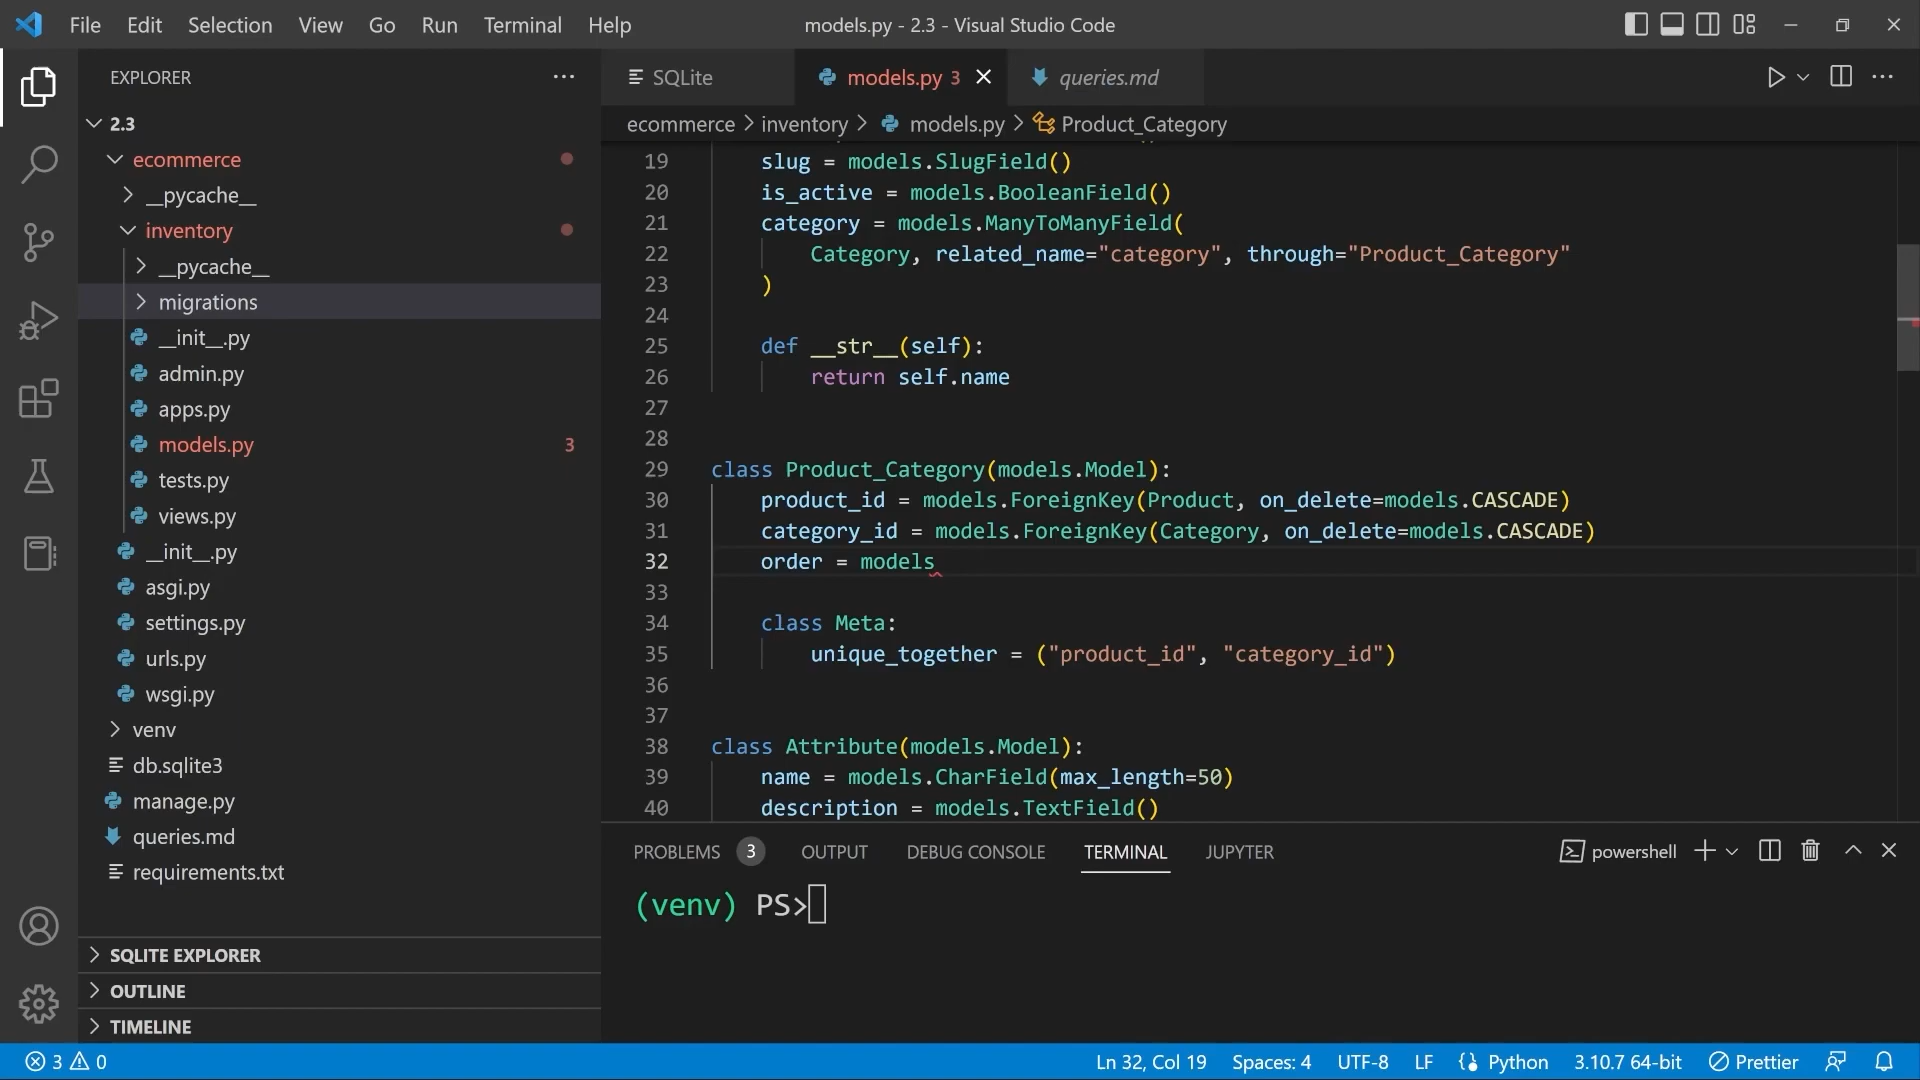 File Edit Selection View Go Run Terminal Help
models.py - 2.3 - Visual Studio Code
EXPLORER
2.3
ecommerce
__pycache__
inventory
__pycache__
migrations
__init__.py
admin.py
apps.py
models.py 3
tests.py
views.py
__init__.py
asgi.py
settings.py
urls.py
wsgi.py
venv
db.sqlite3
manage.py
queries.md
requirements.txt
SQLITE EXPLORER
OUTLINE
TIMELINE
SQLite models.py 3 queries.md
ecommerce > inventory > models.py > Product_Category
19 slug = models.SlugField()
20 is_active = models.BooleanField()
21 category = models.ManyToManyField(
22 Category, related_name="category", through="Product_Category"
23 )
24
25 def __str__(self):
26 return self.name
27
28
29 class Product_Category(models.Model):
30 product_id = models.ForeignKey(Product, on_delete=models.CASCADE)
31 category_id = models.ForeignKey(Category, on_delete=models.CASCADE)
32 order = models
33
34 class Meta:
35 unique_together = ("product_id", "category_id")
36
37
38 class Attribute(models.Model):
39 name = models.CharField(max_length=50)
40 description = models.TextField()
PROBLEMS 3 OUTPUT DEBUG CONSOLE TERMINAL JUPYTER
powershell
(venv) PS>
3 0
Ln 32, Col 19 Spaces: 4 UTF-8 LF Python 3.10.7 64-bit Prettier